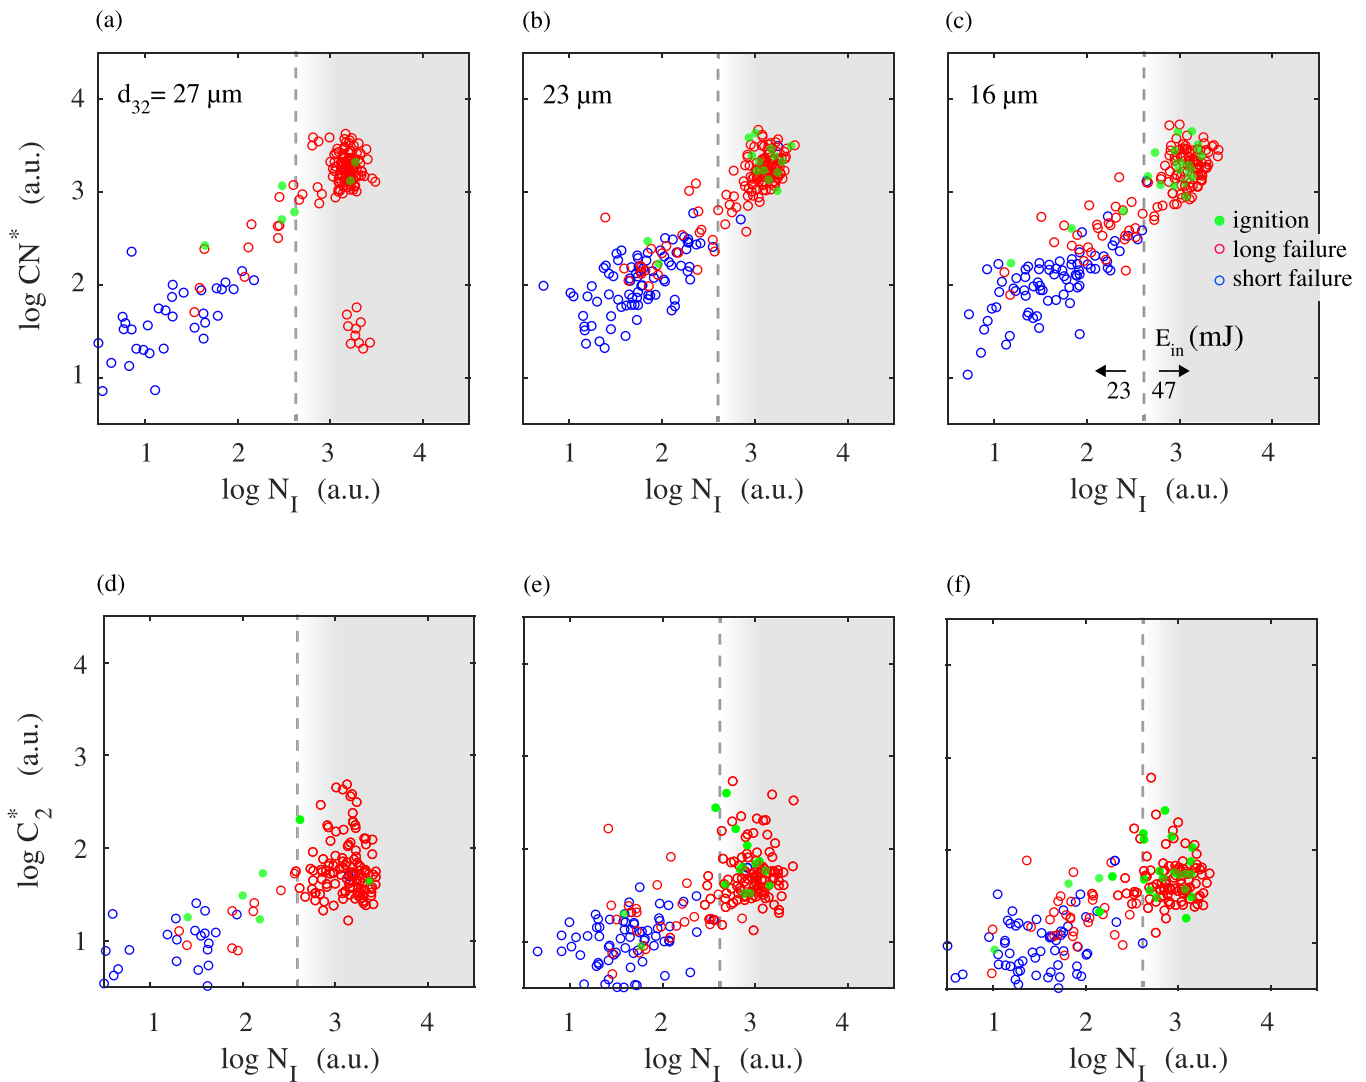 (a)
(b)
(c)
d32= 27 µm
23 µm
16 µm
4
3
2
1
log CN* (a.u.)
ignition
long failure
short failure
Ein (mJ)
23 47
1 2 3 4
1 2 3 4
1 2 3 4
log NI (a.u.)
log NI (a.u.)
log NI (a.u.)
(d)
(e)
(f)
4
3
2
1
log C2* (a.u.)
1 2 3 4
1 2 3 4
1 2 3 4
log NI (a.u.)
log NI (a.u.)
log NI (a.u.)